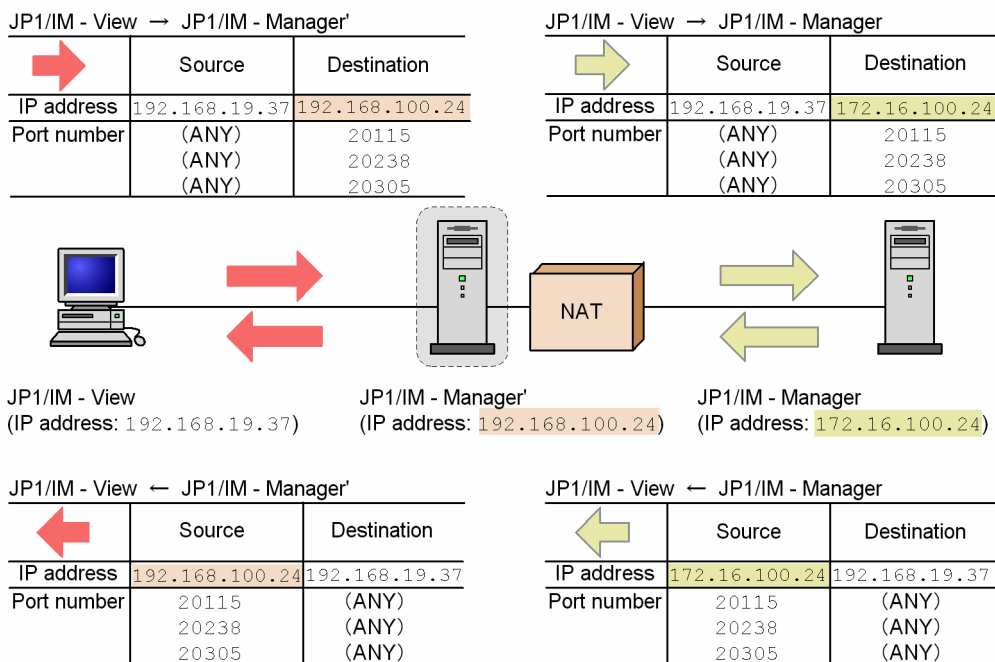 JP1/IM - View → JP1/IM - Manager'
Source Destination
IP address 192.168.19.37 192.168.100.24
Port number (ANY) 20115
(ANY) 20238
(ANY) 20305
JP1/IM - View → JP1/IM - Manager
Source Destination
IP address 192.168.19.37 172.16.100.24
Port number (ANY) 20115
(ANY) 20238
(ANY) 20305
NAT
JP1/IM - View
(IP address: 192.168.19.37)
JP1/IM - Manager'
(IP address: 192.168.100.24)
JP1/IM - Manager
(IP address: 172.16.100.24)
JP1/IM - View ← JP1/IM - Manager'
Source Destination
IP address 192.168.100.24 192.168.19.37
Port number 20115 (ANY)
20238 (ANY)
20305 (ANY)
JP1/IM - View ← JP1/IM - Manager
Source Destination
IP address 172.16.100.24 192.168.19.37
Port number 20115 (ANY)
20238 (ANY)
20305 (ANY)